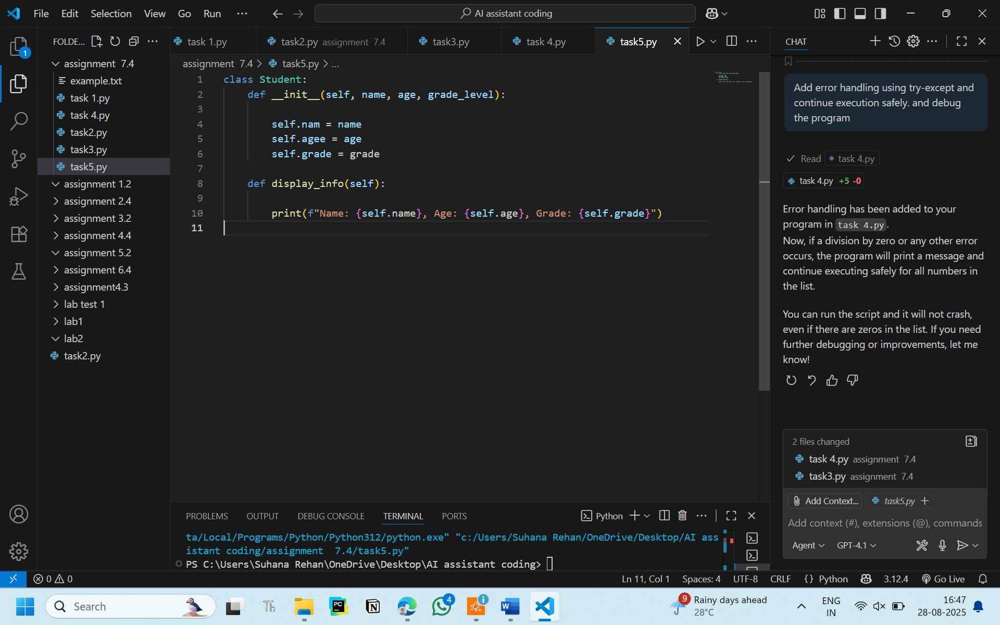 File Edit Selection View Go Run
AI assistant coding
1
FOLDE...
assignment 7.4
example.txt
task 1.py
task 4.py
task2.py
task3.py
task5.py
assignment 1.2
assignment 2.4
assignment 3.2
assignment 4.4
assignment 5.2
assignment 6.4
assignment4.3
lab test 1
lab1
lab2
task2.py
task 1.py
task2.py assignment 7.4
task3.py
task 4.py
task5.py
assignment 7.4 > task5.py > ...
1 class Student:
2 def __init__(self, name, age, grade_level):
3
4 self.nam = name
5 self.agee = age
6 self.grade = grade
7
8 def display_info(self):
9
10 print(f"Name: {self.name}, Age: {self.age}, Grade: {self.grade}")
11
PROBLEMS OUTPUT DEBUG CONSOLE TERMINAL PORTS
Python
ta/Local/Programs/Python/Python312/python.exe" "c:/Users/Suhana Rehan/OneDrive/Desktop/AI ass
istant coding/assignment  7.4/task5.py"
PS C:\Users\Suhana Rehan\OneDrive\Desktop\AI assistant coding>
CHAT
Add error handling using try-except and
continue execution safely. and debug
the program
Read task 4.py
task 4.py +5 -0
Error handling has been added to your
program in task 4.py.
Now, if a division by zero or any other error
occurs, the program will print a message and
continue executing safely for all numbers in
the list.
You can run the script and it will not crash,
even if there are zeros in the list. If you need
further debugging or improvements, let me
know!
2 files changed
task 4.py assignment 7.4
task3.py assignment 7.4
Add Context...
task5.py
Add context (#), extensions (@), commands
Agent
GPT-4.1
0 0
Ln 11, Col 1 Spaces: 4 UTF-8 CRLF {} Python 3.12.4 Go Live
Search
PC
Th
4
W
9
Rainy days ahead
28°C
ENG
IN
16:47
28-08-2025